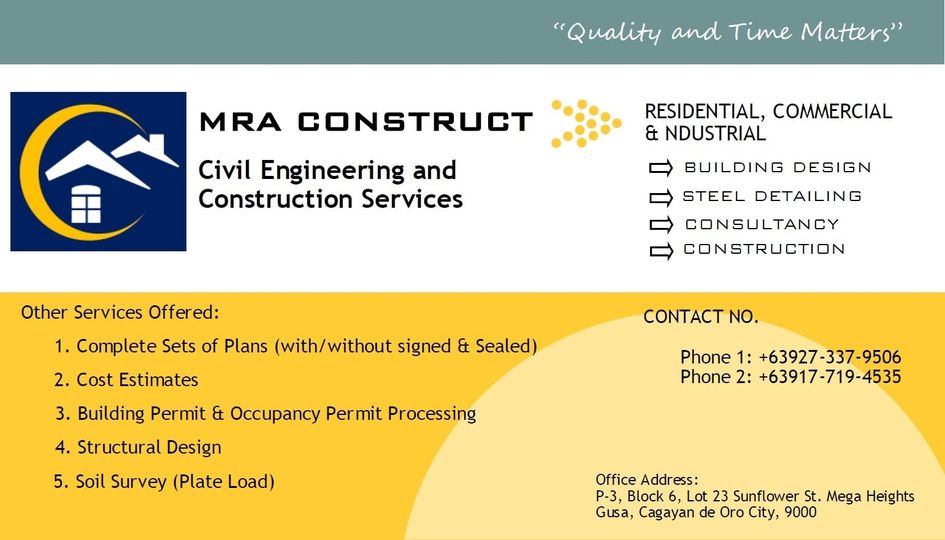 “Quality and Time Matters”
MRA CONSTRUCT
Civil Engineering and
Construction Services
RESIDENTIAL, COMMERCIAL
& NDUSTRIAL
BUILDING DESIGN
STEEL DETAILING
CONSULTANCY
CONSTRUCTION
Other Services Offered:
1. Complete Sets of Plans (with/without signed & Sealed)
2. Cost Estimates
3. Building Permit & Occupancy Permit Processing
4. Structural Design
5. Soil Survey (Plate Load)
CONTACT NO.
Phone 1: +63927-337-9506
Phone 2: +63917-719-4535
Office Address:
P-3, Block 6, Lot 23 Sunflower St. Mega Heights
Gusa, Cagayan de Oro City, 9000